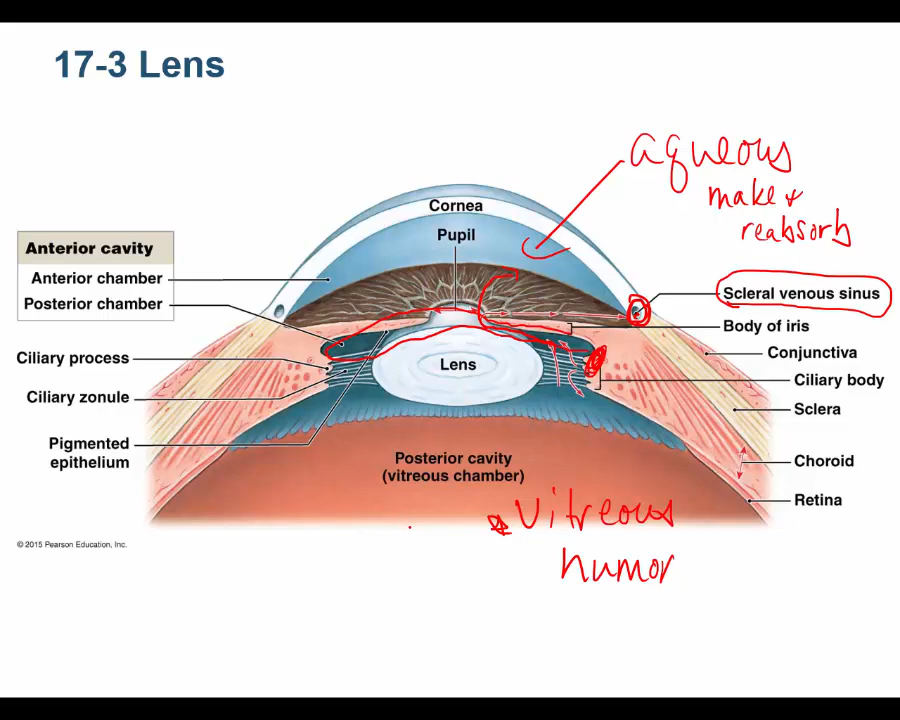 17-3 Lens
aqueous
make +
reabsorb
Cornea
Pupil
Anterior cavity
Anterior chamber
Posterior chamber
Scleral venous sinus
Body of iris
Conjunctiva
Ciliary process
Lens
Ciliary body
Ciliary zonule
Sclera
Pigmented
epithelium
Posterior cavity
(vitreous chamber)
Choroid
Retina
vitreous
humor
© 2015 Pearson Education, Inc.